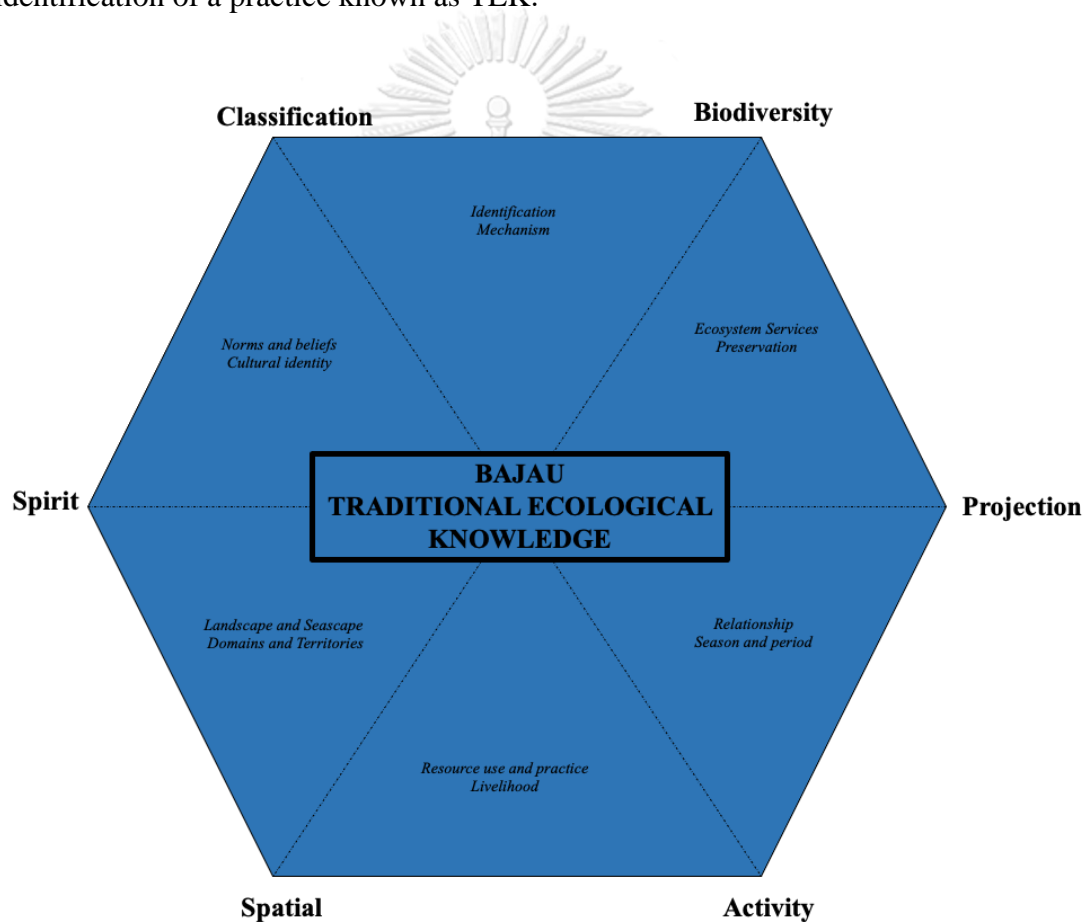 identification of a practice known as TEK.
Classification
Biodiversity
Identification
Mechanism
Ecosystem Services
Preservation
Norms and beliefs
Cultural identity
BAJAU
TRADITIONAL ECOLOGICAL
KNOWLEDGE
Spirit
Projection
Landscape and Seascape
Domains and Territories
Relationship
Season and period
Resource use and practice
Livelihood
Spatial
Activity